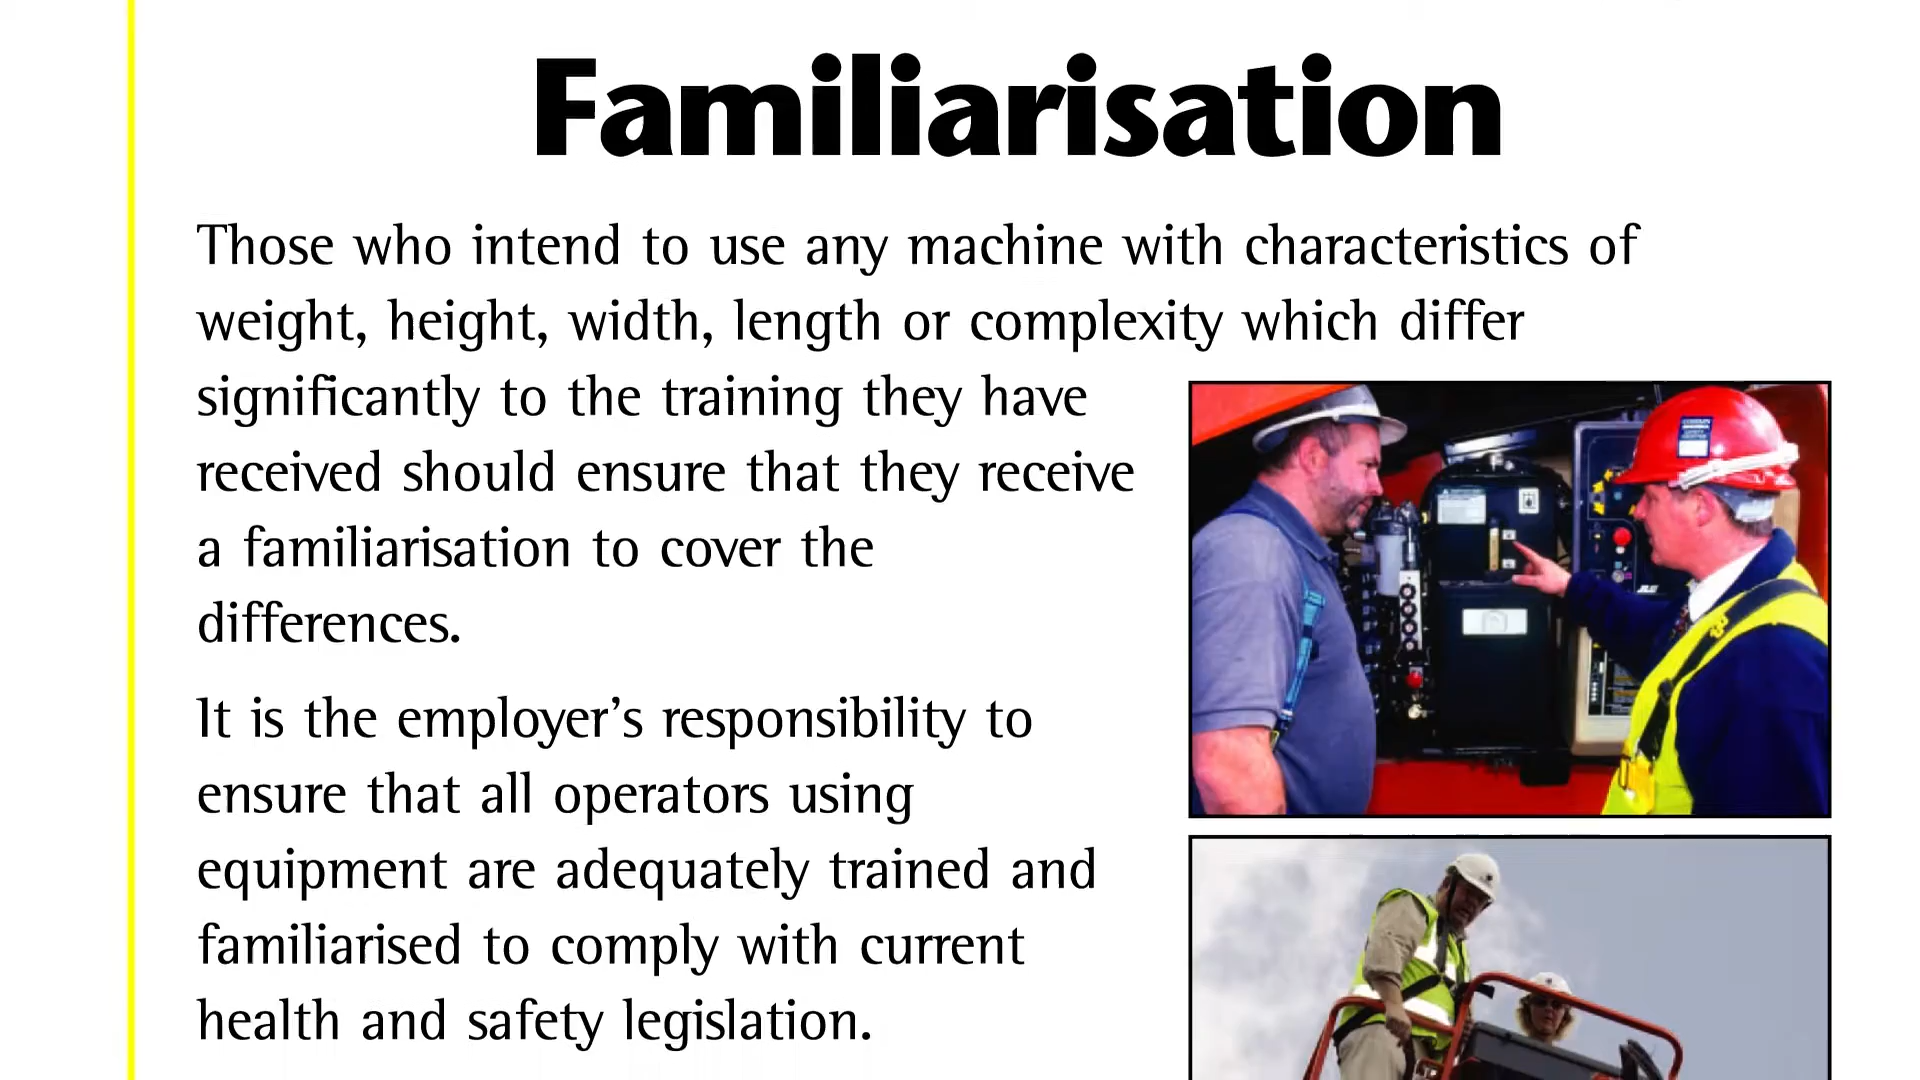 Familiarisation
Those who intend to use any machine with characteristics of
weight, height, width, length or complexity which differ
significantly to the training they have
received should ensure that they receive
a familiarisation to cover the
differences.
It is the employer’s responsibility to
ensure that all operators using
equipment are adequately trained and
familiarised to comply with current
health and safety legislation.